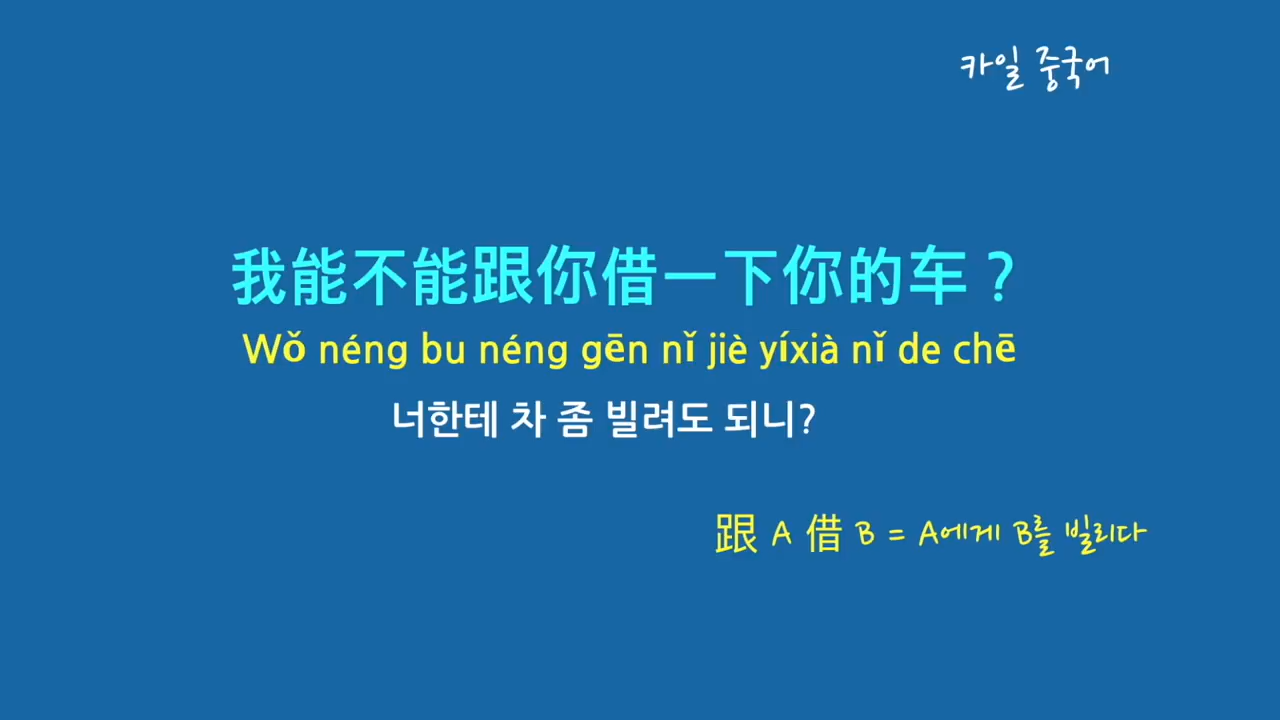 카일 중국어
我能不能跟你借一下你的车？
Wǒ néng bu néng gēn nǐ jiè yíxià nǐ de chē
너한테 차 좀 빌려도 되니?
跟 A 借 B = A에게 B를 빌리다